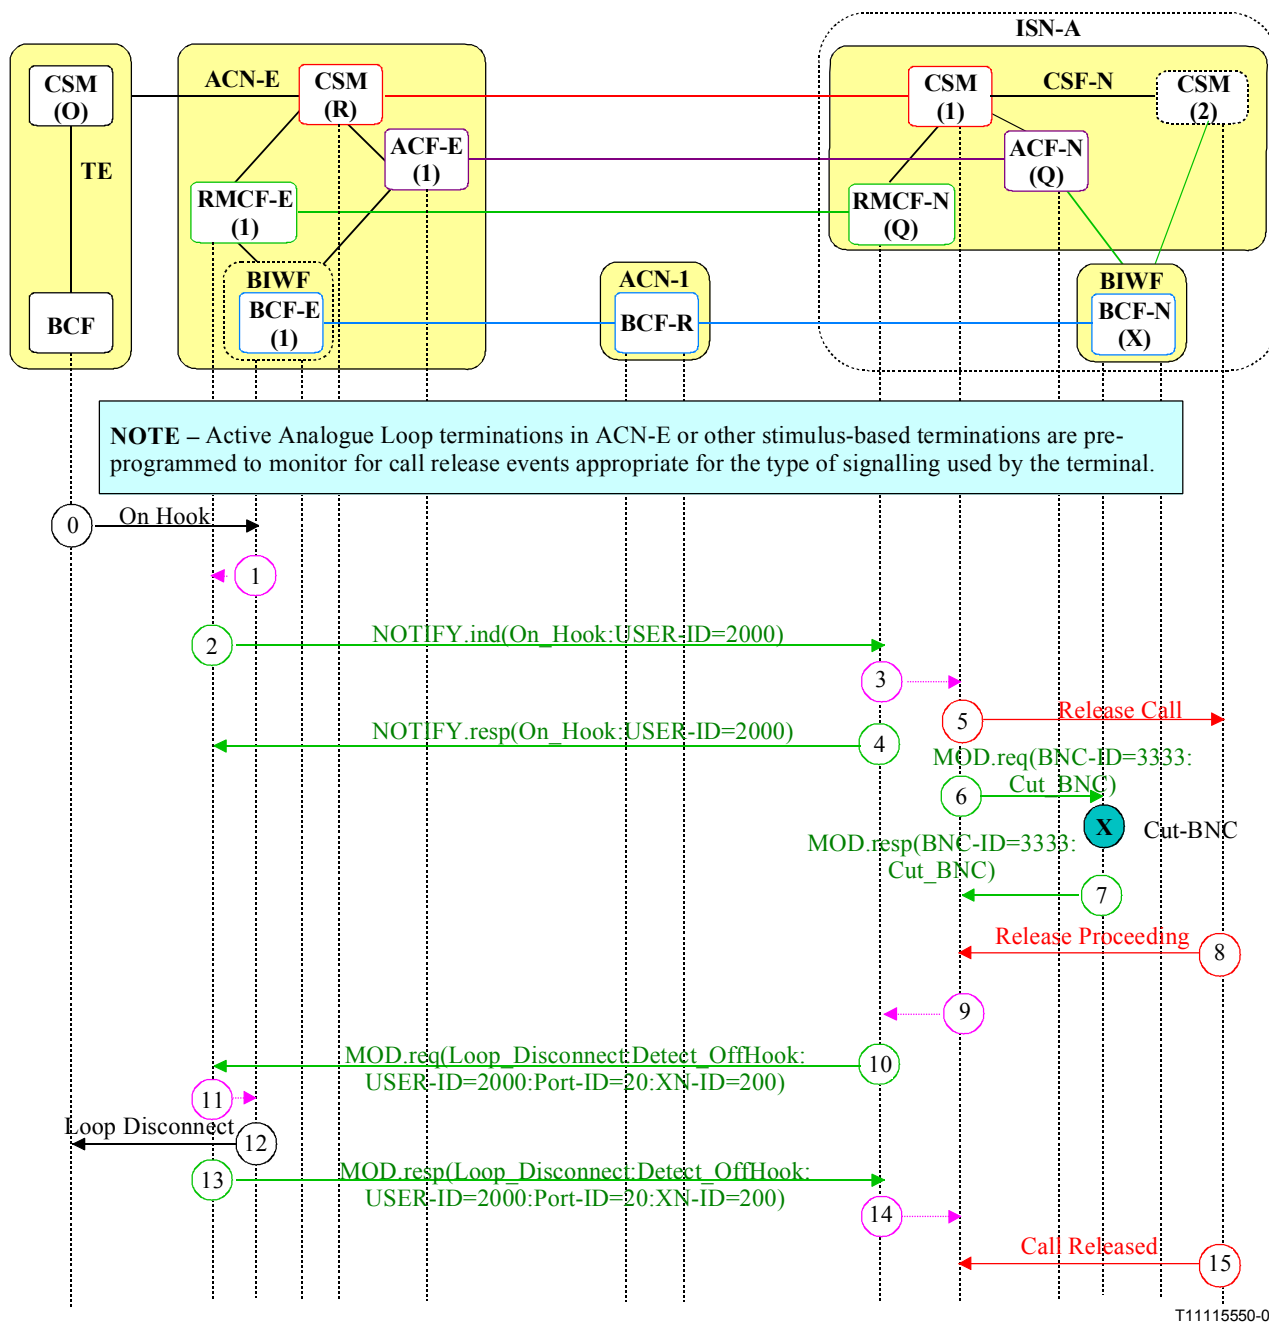 ISN-A
CSM
(O)
TE
BCF
ACN-E
CSM
(R)
ACF-E
(1)
RMCF-E
(1)
BIWF
BCF-E
(1)
ACN-1
BCF-R
CSM
(1)
CSF-N
CSM
(2)
ACF-N
(Q)
RMCF-N
(Q)
BIWF
BCF-N
(X)
NOTE – Active Analogue Loop terminations in ACN-E or other stimulus-based terminations are pre-
programmed to monitor for call release events appropriate for the type of signalling used by the terminal.
0
On Hook
1
2
NOTIFY.ind(On_Hook:USER-ID=2000)
3
5
Release Call
NOTIFY.resp(On_Hook:USER-ID=2000)
4
MOD.req(BNC-ID=3333:
Cut_BNC)
6
X
Cut-BNC
MOD.resp(BNC-ID=3333:
Cut_BNC)
7
Release Proceeding
8
9
MOD.req(Loop_Disconnect:Detect_OffHook:
USER-ID=2000:Port-ID=20:XN-ID=200)
10
11
Loop Disconnect
12
13
MOD.resp(Loop_Disconnect:Detect_OffHook:
USER-ID=2000:Port-ID=20:XN-ID=200)
14
Call Released
15
T11115550-0